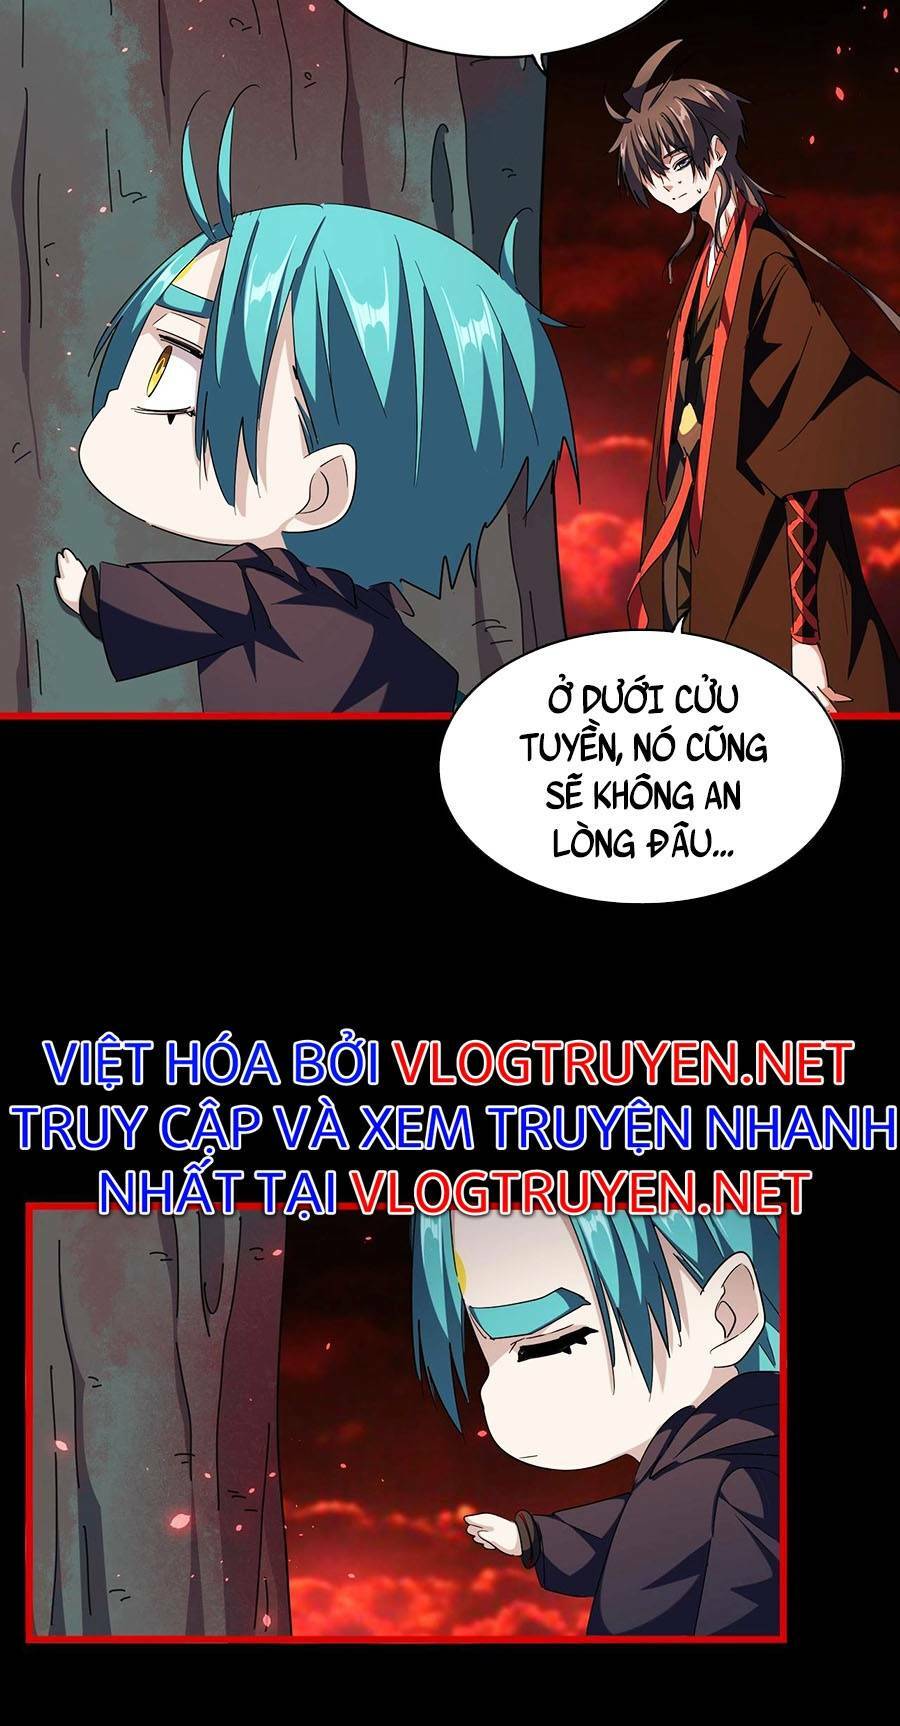 Ở DƯỚI CỬU
TUYỀN, NÓ CŨNG
SẼ KHÔNG AN
LÒNG ĐÂU...
VIỆT HÓA BỞI VLOGTRUYEN.NET
TRUY CẬP VÀ XEM TRUYỆN NHANH
NHẤT TẠI VLOGTRUYEN.NET